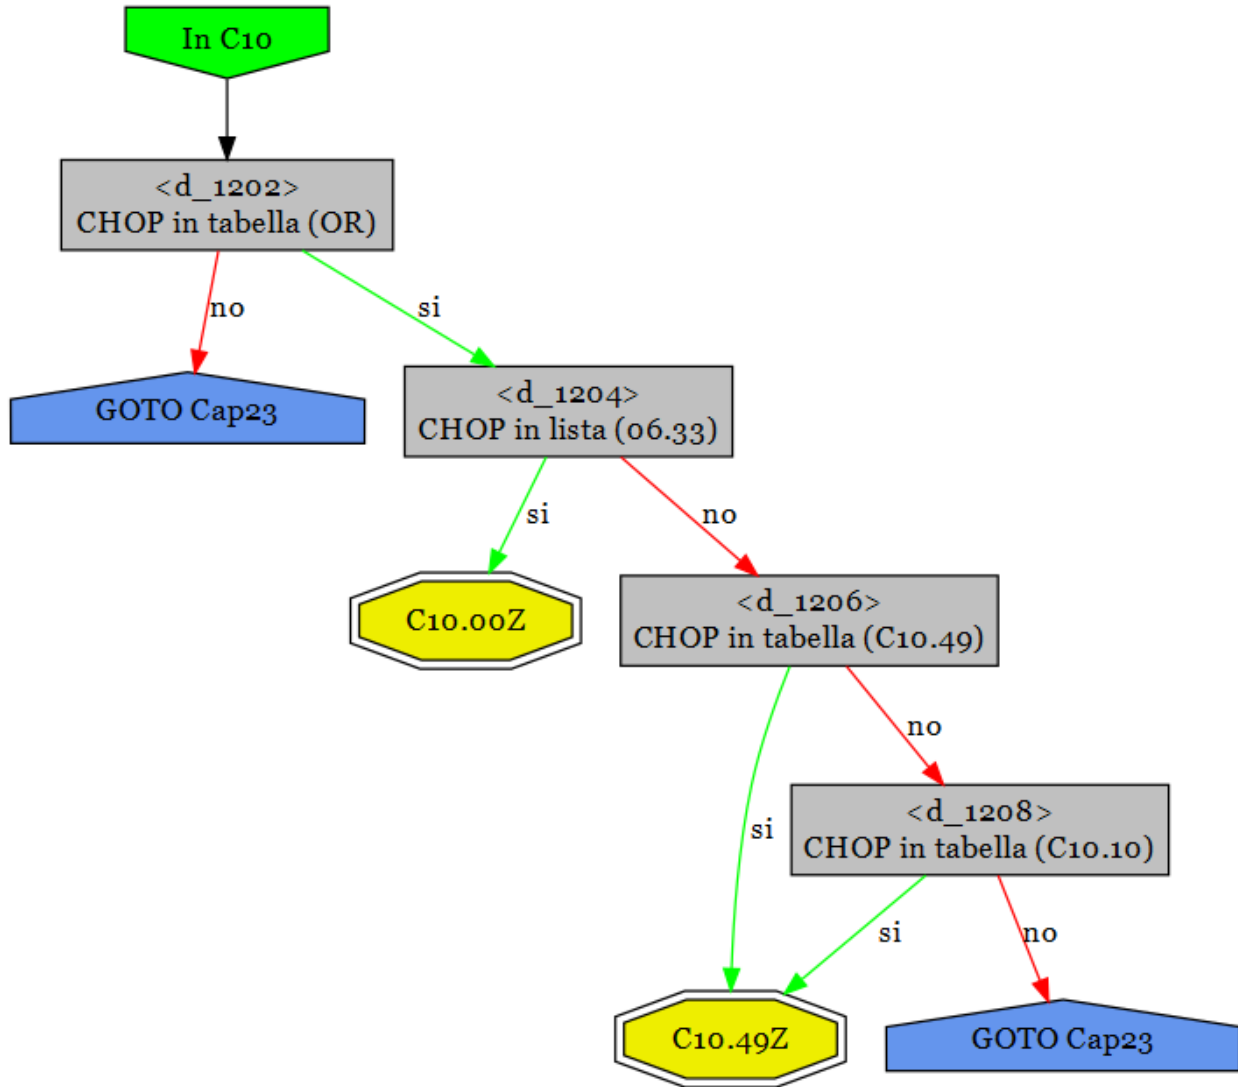 In C10
<d_1202>
CHOP in tabella (OR)
no
si
<d_1204>
CHOP in lista (06.33)
GOTO Cap23
si
no
C10.00Z
<d_1206>
CHOP in tabella (C10.49)
no
si
<d_1208>
CHOP in tabella (C10.10)
si
no
C10.49Z
GOTO Cap23